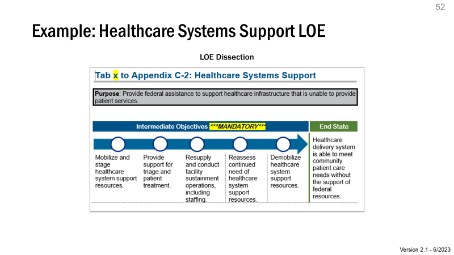 52
Example: Healthcare Systems Support LOE
LOE Dissection
Tab x to Appendix C-2: Healthcare Systems Support
Purpose: Provide federal assistance to support healthcare infrastructure that is unable to provide
patient services.
Intermediate Objectives ***MANDATORY***
End State
Mobilize and
stage
healthcare
system support
resources.
Provide
support for
triage and
patient
treatment.
Resupply
and conduct
facility
sustainment
operations,
including
staffing.
Reassess
continued
need of
healthcare
system
support
resources.
Demobilize
healthcare
system
support
resources.
Healthcare
delivery system
is able to meet
community
patient care
needs without
the support of
federal
resources.
Version 2.1 - 6/2023